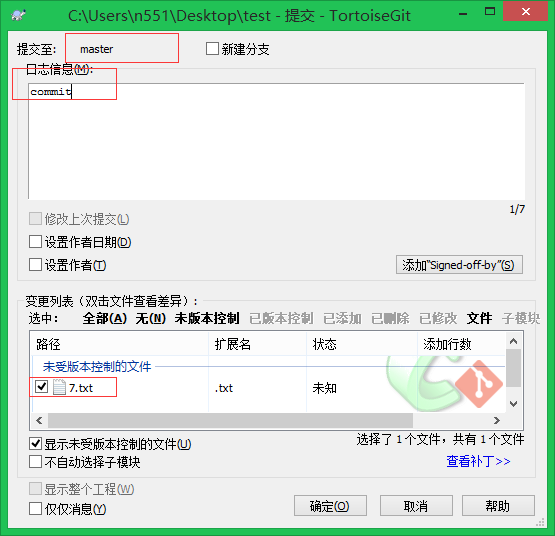 C:\Users\n551\Desktop\test - 提交 - TortoiseGit
提交至: master 新建分支
日志信息(M):
commit
1/7
修改上次提交(L)
设置作者日期(D)
设置作者(T) 添加"Signed-off-by"(S)
变更列表（双击文件查看差异）:
选中: 全部(A) 无(N) 未版本控制 已版本控制 已添加 已删除 已修改 文件 子模块
路径 扩展名 状态 添加行数
未受版本控制的文件
7.txt .txt 未知
显示未受版本控制的文件(U) 选择了 1 个文件，共有 1 个文件
不自动选择子模块 查看补丁>>
显示整个工程(W)
仅仅消息(Y) 确定(O) 取消 帮助